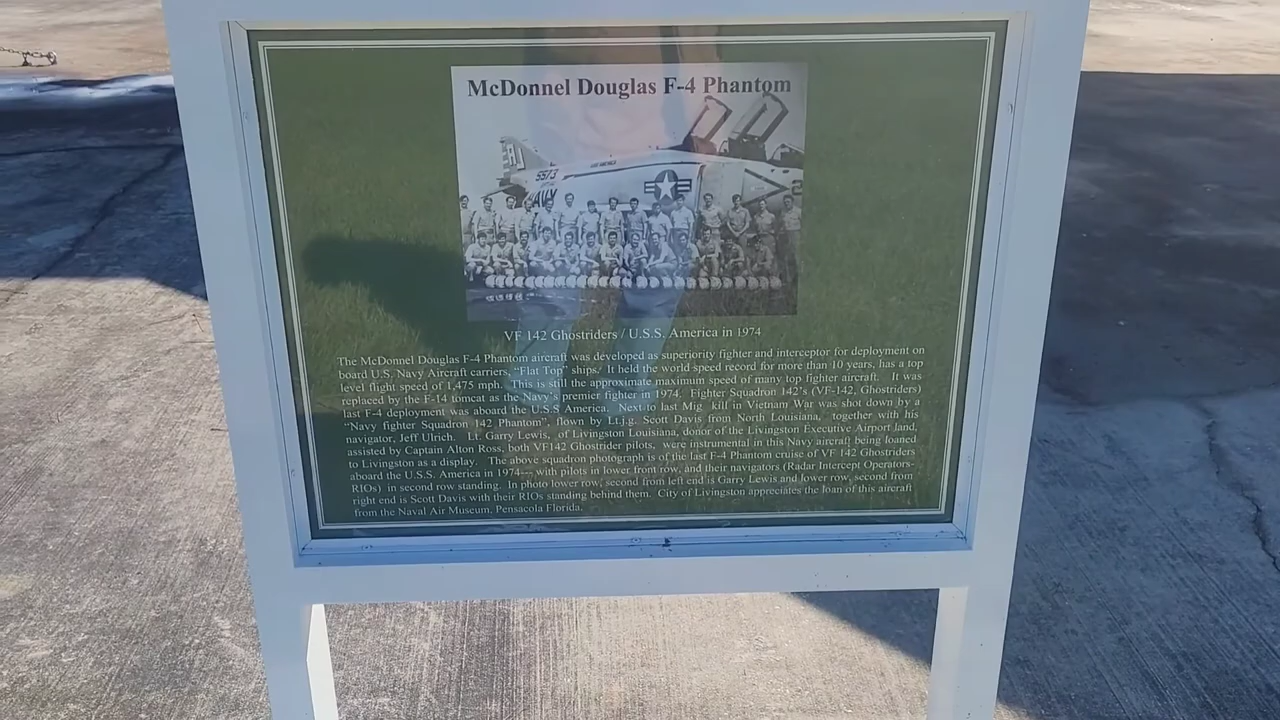 McDonnel Douglas F-4 Phantom
5573
NAVY
VF 142 Ghostriders / U.S.S. America in 1974
The McDonnel Douglas F-4 Phantom aircraft was developed as superiority fighter and interceptor for deployment on
board U.S. Navy Aircraft carriers, “Flat Top” ships. It held the world speed record for more than 10 years, has a top
level flight speed of 1,475 mph. This is still the approximate maximum speed of many top fighter aircraft. It was
replaced by the F-14 tomcat as the Navy's premier fighter in 1974. Fighter Squadron 142's (VF-142, Ghostriders)
last F-4 deployment was aboard the U.S.S America. Next to last Mig kill in Vietnam War was shot down by a
“Navy fighter Squadron 142 Phantom”, flown by Lt.j.g. Scott Davis from North Louisiana, together with his
navigator, Jeff Ulrich. Lt. Garry Lewis, of Livingston Louisiana, donor of the Livingston Executive Airport land,
assisted by Captain Alton Ross, both VF142 Ghostrider pilots, were instrumental in this Navy aircraft being loaned
to Livingston as a display. The above squadron photograph is of the last F-4 Phantom cruise of VF 142 Ghostriders
aboard the U.S.S. America in 1974--- with pilots in lower front row, and their navigators (Radar Intercept Operators-
RIOs) in second row standing. In photo lower row, second from left end is Garry Lewis and lower row, second from
right end is Scott Davis with their RIOs standing behind them. City of Livingston appreciates the loan of this aircraft
from the Naval Air Museum, Pensacola Florida.